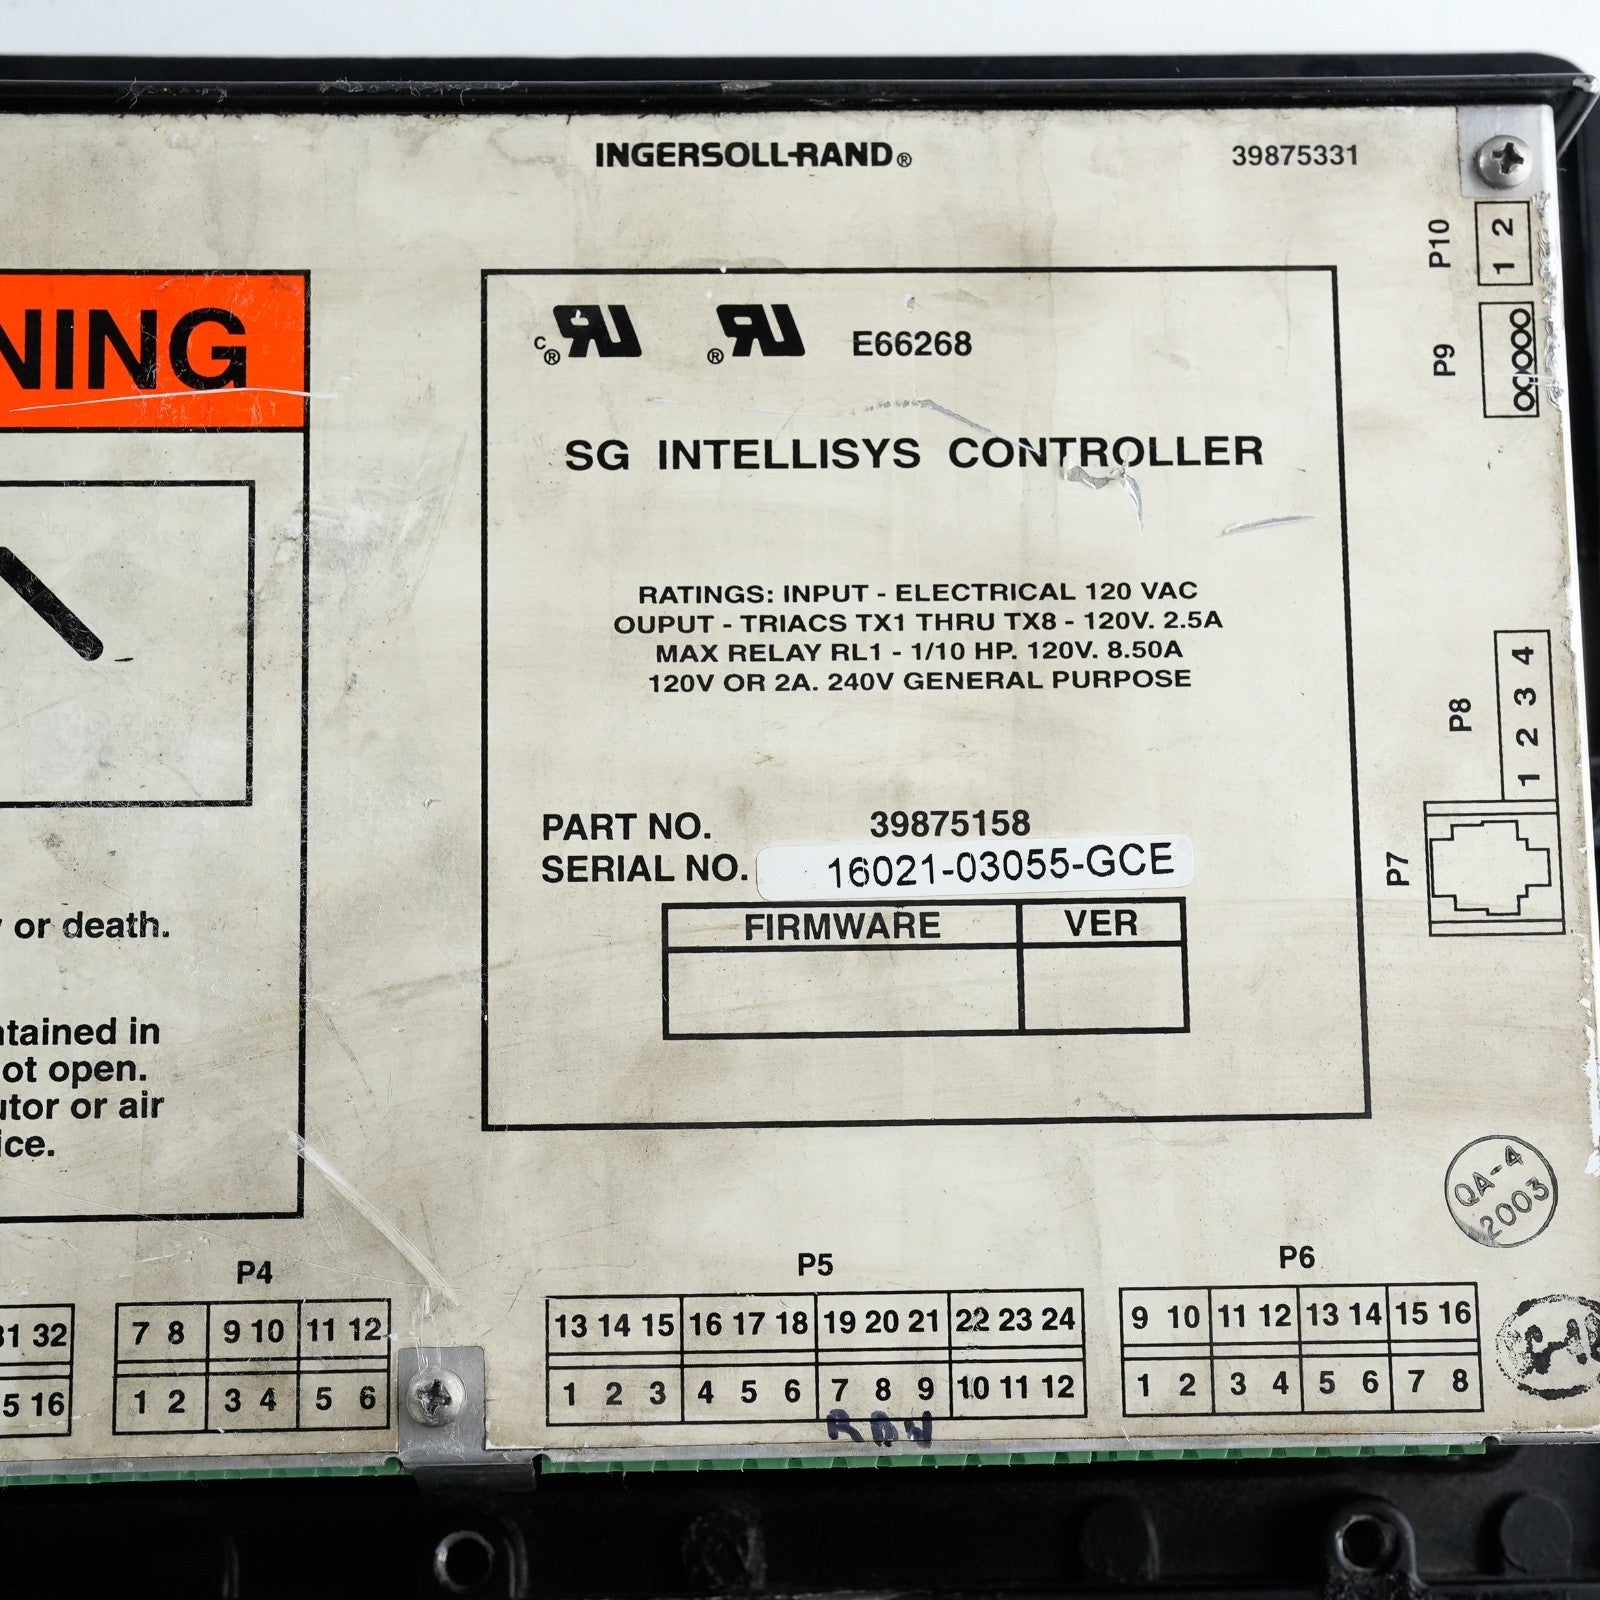 INGERSOLL-RAND®
39875331
NING
E66268
SG INTELLISYS CONTROLLER
RATINGS: INPUT - ELECTRICAL 120 VAC
OUPUT - TRIACS TX1 THRU TX8 - 120V. 2.5A
MAX RELAY RL1 - 1/10 HP. 120V. 8.50A
120V OR 2A. 240V GENERAL PURPOSE
PART NO. 39875158
SERIAL NO. 16021-03055-GCE
FIRMWARE VER
or death.
ntained in
ot open.
utor or air
ice.
P10
1 2
P9
P8
1 2 3 4
P7
QA-4
2003
P4
P5
P6
31 32
7 8 9 10 11 12
13 14 15 16 17 18 19 20 21 22 23 24
9 10 11 12 13 14 15 16
5 16
1 2 3 4 5 6
1 2 3 4 5 6 7 8 9 10 11 12
1 2 3 4 5 6 7 8